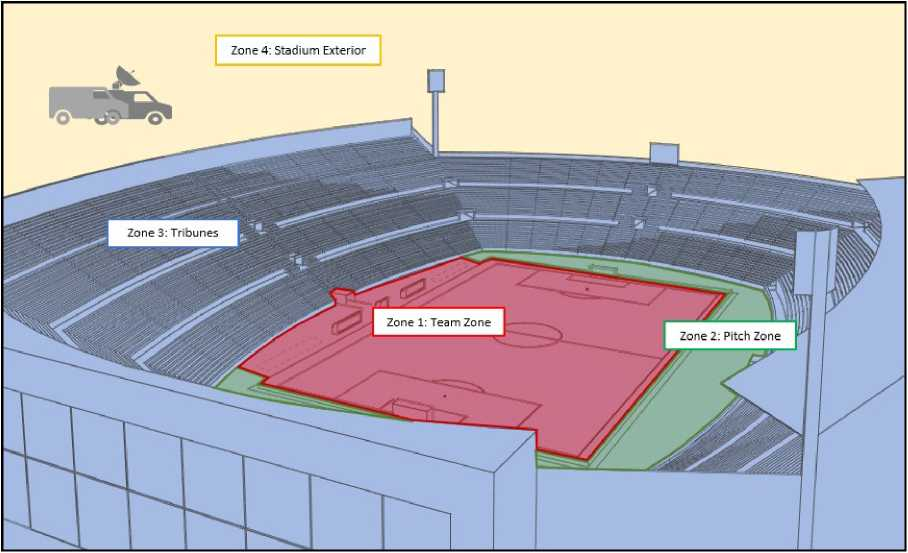 Zone 4: Stadium Exterior
Zone 3: Tribunes
Zone 1: Team Zone
Zone 2: Pitch Zone